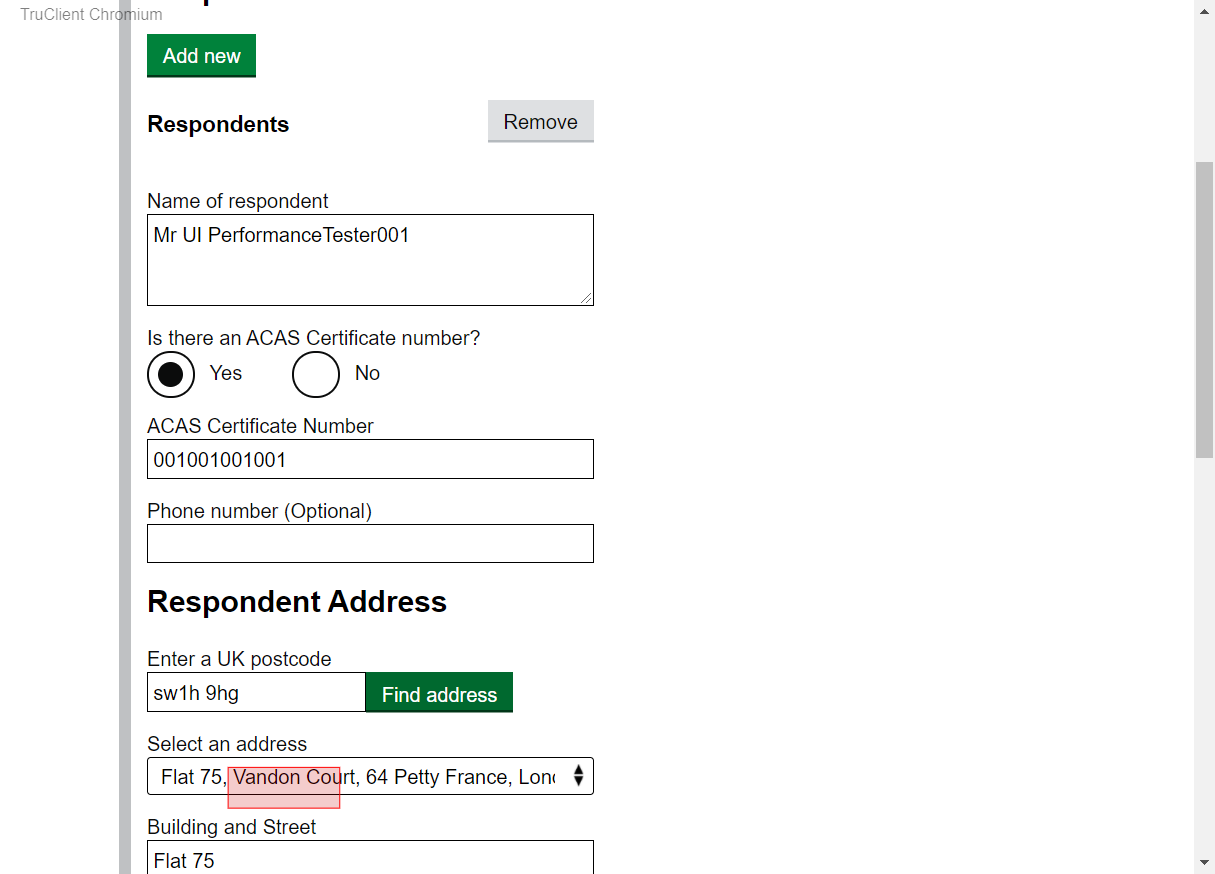 TruClient Chromium
Add new
Respondents
Remove
Name of respondent
Mr UI PerformanceTester001
Is there an ACAS Certificate number?
Yes
No
ACAS Certificate Number
001001001001
Phone number (Optional)
Respondent Address
Enter a UK postcode
sw1h 9hg
Find address
Select an address
Flat 75, Vandon Court, 64 Petty France, Lon
Building and Street
Flat 75